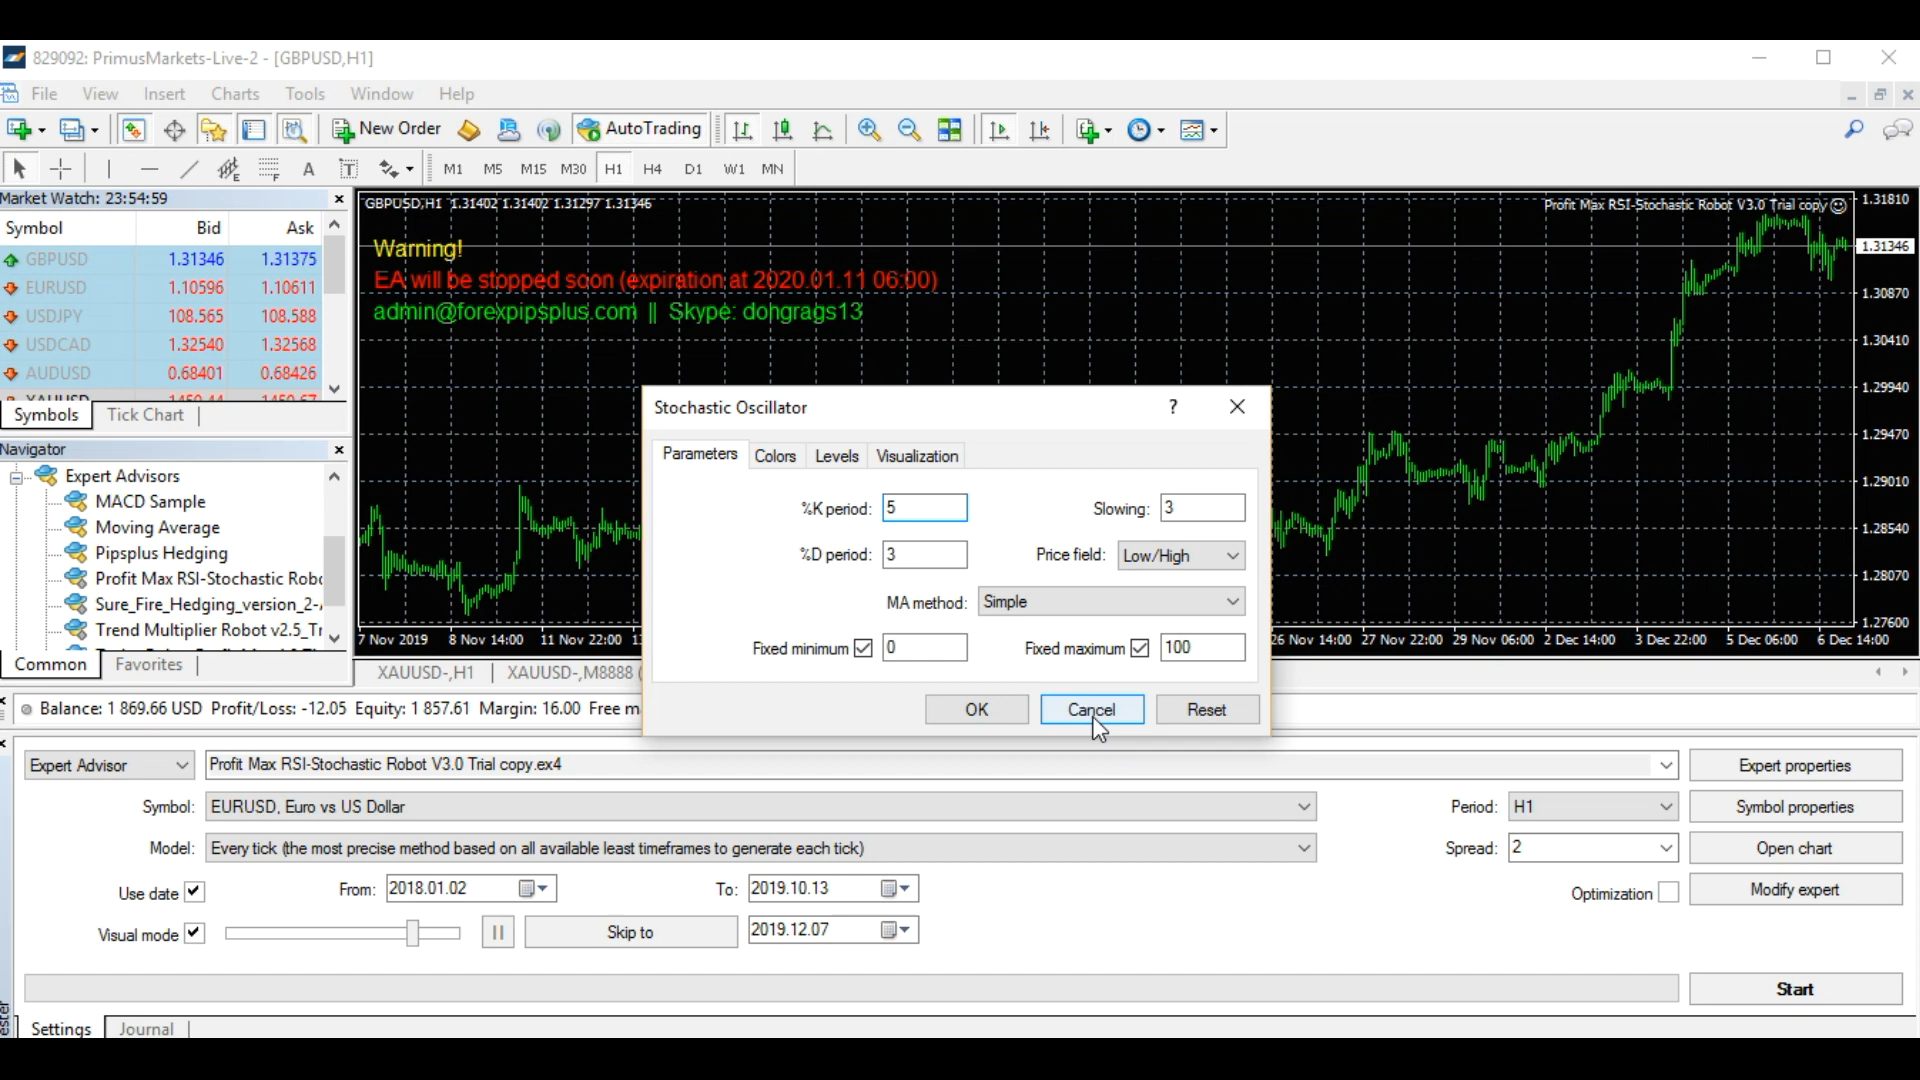 829092: PrimusMarkets-Live-2 - [GBPUSD,H1]
File View Insert Charts Tools Window Help
New Order AutoTrading
A T M1 M5 M15 M30 H1 H4 D1 W1 MN
Market Watch: 23:54:59
Symbol Bid Ask
GBPUSD 1.31346 1.31375
EURUSD 1.10596 1.10611
USDJPY 108.565 108.588
USDCAD 1.32540 1.32568
AUDUSD 0.68401 0.68426
Symbols Tick Chart
Navigator
Expert Advisors
MACD Sample
Moving Average
Pipsplus Hedging
Profit Max RSI-Stochastic Robo
Sure_Fire_Hedging_version_2-
Trend Multiplier Robot v2.5_Tr
Common Favorites
GBPUSD,H1 1.31402 1.31402 1.31297 1.31346
Profit Max RSI-Stochastic Robot V3.0 Trial copy
Warning!
EA will be stopped soon (expiration at 2020.01.11 06:00)
admin@forexpipsplus.com || Skype: dohgrags13
1.31810
1.31346
1.30870
1.30410
1.29940
1.29470
1.29010
1.28540
1.28070
1.27600
7 Nov 2019 8 Nov 14:00 11 Nov 22:00 26 Nov 14:00 27 Nov 22:00 29 Nov 06:00 2 Dec 14:00 3 Dec 22:00 5 Dec 06:00 6 Dec 14:00
XAUUSD-,H1 XAUUSD-,M8888
Stochastic Oscillator ?
Parameters Colors Levels Visualization
%K period: 5 Slowing: 3
%D period: 3 Price field: Low/High
MA method: Simple
Fixed minimum 0 Fixed maximum 100
OK Cancel Reset
Balance: 1 869.66 USD Profit/Loss: -12.05 Equity: 1 857.61 Margin: 16.00 Free m
Expert Advisor Profit Max RSI-Stochastic Robot V3.0 Trial copy.ex4 Expert properties
Symbol: EURUSD, Euro vs US Dollar Period: H1 Symbol properties
Model: Every tick (the most precise method based on all available least timeframes to generate each tick) Spread: 2 Open chart
Use date From: 2018.01.02 To: 2019.10.13 Optimization Modify expert
Visual mode Skip to 2019.12.07
Start
Settings Journal